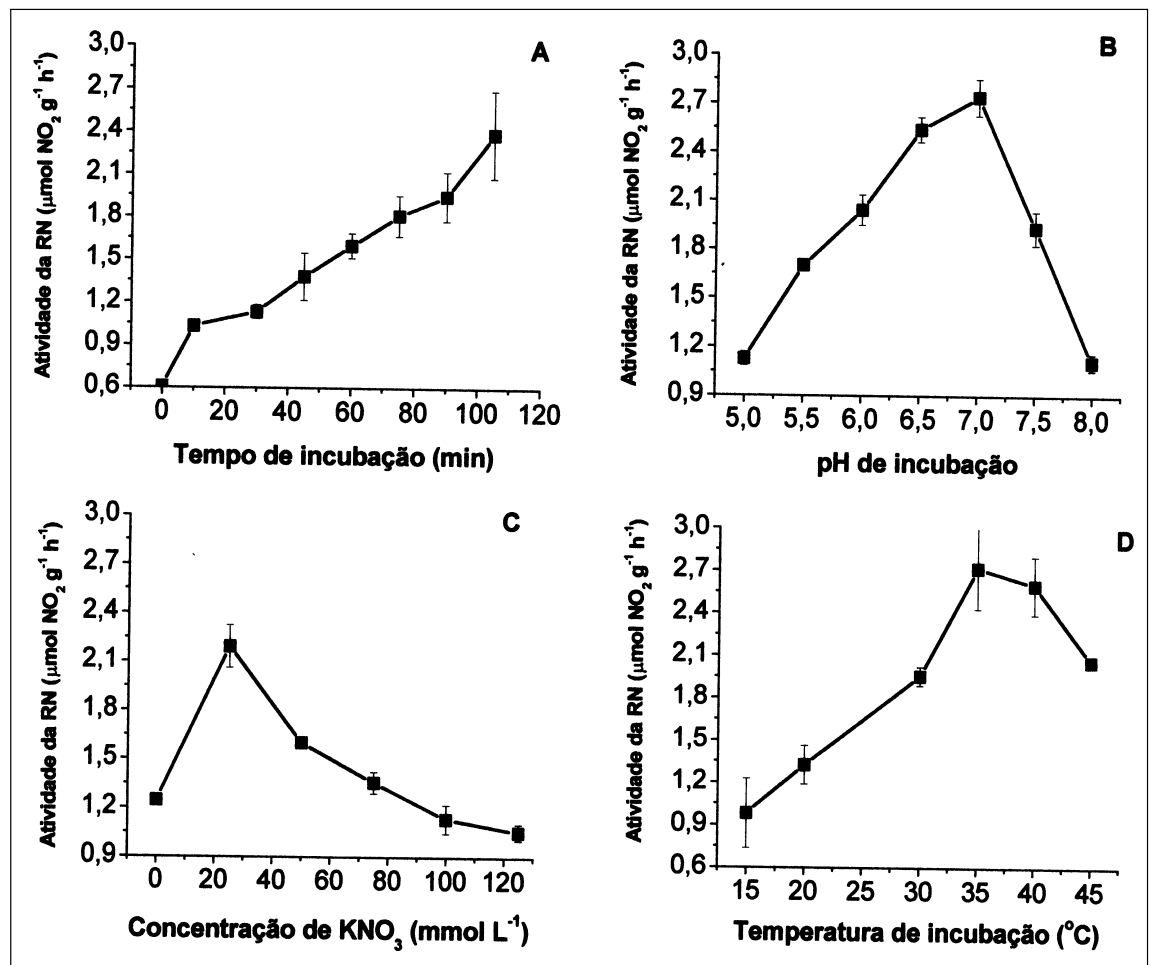 A
Atividade da RN (μmol NO₂ g⁻¹ h⁻¹)
3,0
2,7
2,4
2,1
1,8
1,5
1,2
0,9
0,6
0 20 40 60 80 100 120
Tempo de incubação (min)
B
Atividade da RN (μmol NO₂ g⁻¹ h⁻¹)
3,0
2,7
2,4
2,1
1,8
1,5
1,2
0,9
5,0 5,5 6,0 6,5 7,0 7,5 8,0
pH de incubação
C
Atividade da RN (μmol NO₂ g⁻¹ h⁻¹)
3,0
2,7
2,4
2,1
1,8
1,5
1,2
0,9
0 20 40 60 80 100 120
Concentração de KNO₃ (mmol L⁻¹)
D
Atividade da RN (μmol NO₂ g⁻¹ h⁻¹)
3,0
2,7
2,4
2,1
1,8
1,5
1,2
0,9
0,6
15 20 30 35 40 45
Temperatura de incubação (°C)